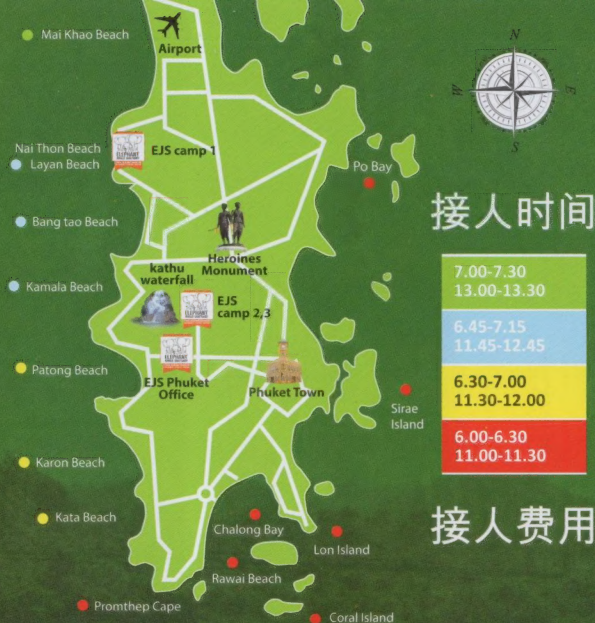 Mai Khao Beach
Airport
N
W
E
S
Nai Thon Beach
Layan Beach
EJS camp 1
Po Bay
接人时间
Bang tao Beach
Heroines
Monument
kathu
waterfall
Kamala Beach
EJS
camp 2,3
7.00-7.30
13.00-13.30
6.45-7.15
11.45-12.45
6.30-7.00
11.30-12.00
6.00-6.30
11.00-11.30
Patong Beach
EJS Phuket
Office
Phuket Town
Sirae
Island
Karon Beach
Kata Beach
接人费用
Chalong Bay
Lon Island
Rawai Beach
Promthep Cape
Coral Island
ELEPHANT
ELEPHANT
ELEPHANT